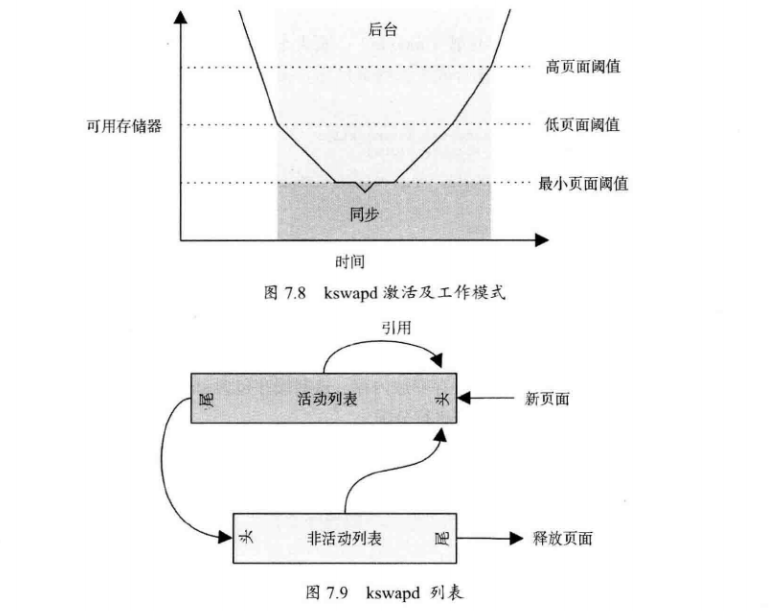 后台
高页面阈值
可用存储器
低页面阈值
最小页面阈值
同步
时间
图 7.8 kswapd 激活及工作模式
引用
尾 活动列表 头
新页面
头 非活动列表 尾
释放页面
图 7.9 kswapd 列表